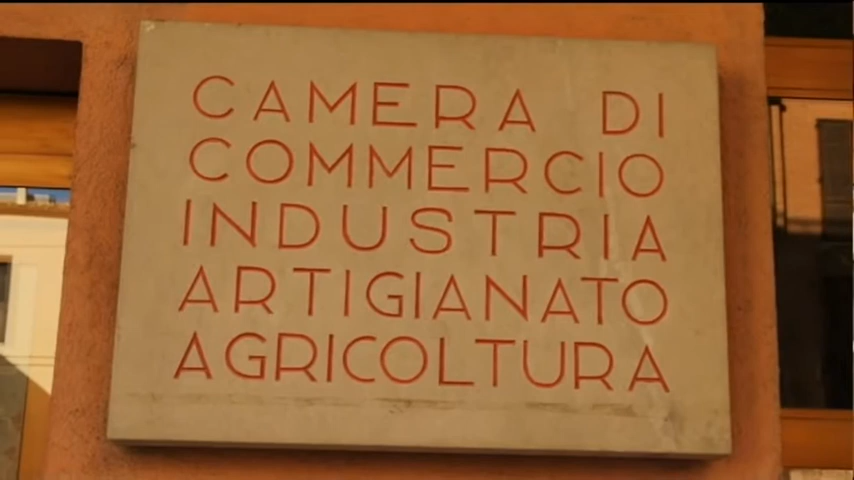 CAMERA DI
COMMERCIO
INDUSTRIA
ARTIGIANATO
AGRICOLTURA